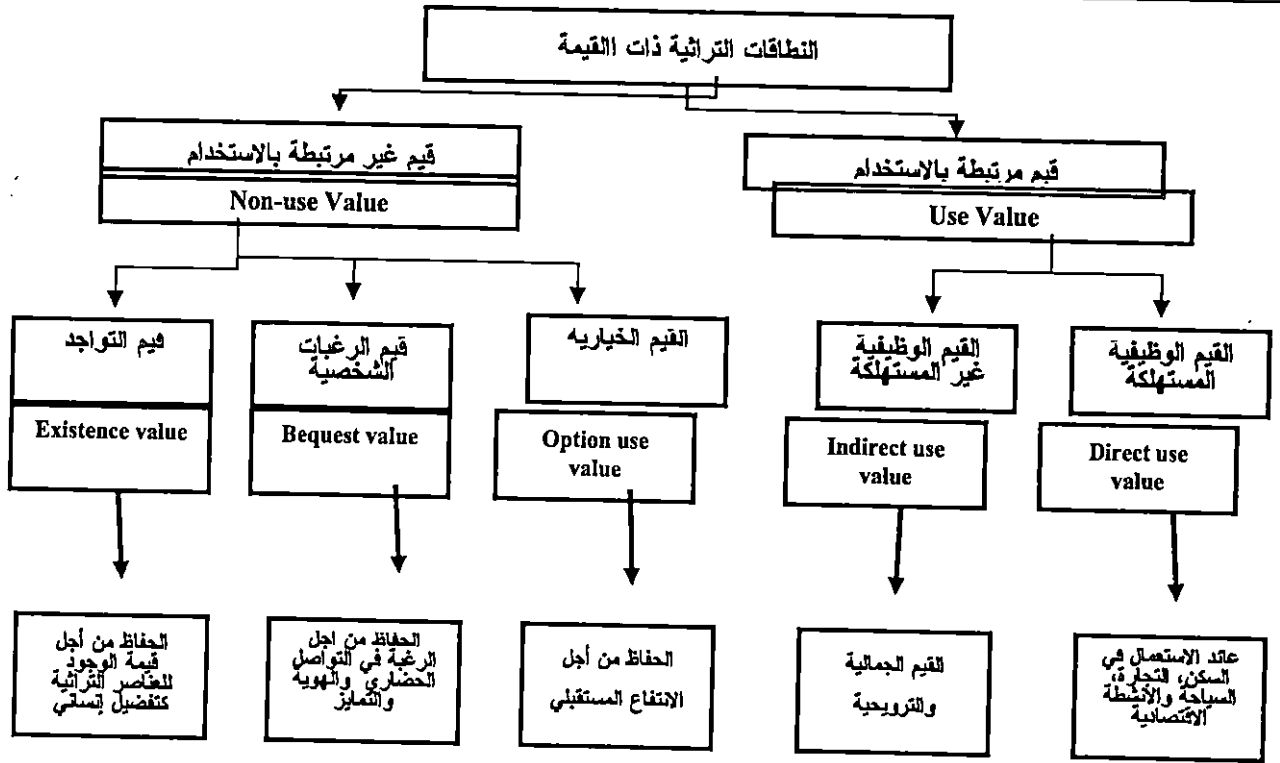 النطاقات التراثية ذات االقيمة
قيم مرتبطة بالاستخدام
Use Value
قيم غير مرتبطة بالاستخدام
Non-use Value
القيم الوظيفية
المستهلكة
Direct use
value
القيم الوظيفية
غير المستهلكة
Indirect use
value
القيم الخياريه
Option use
value
قيم الرغبات
الشخصية
Bequest value
قيم التواجد
Existence value
عائد الاستعمال في
السكن، التجارة،
السياحة والأنشطة
الاقتصادية
القيم الجمالية
والترويحية
الحفاظ من أجل
الانتفاع المستقبلي
الحفاظ من اجل
الرغبة في التواصل
الحضاري والهوية
والتمايز
الحفاظ من أجل
قيمة الوجود
للعناصر التراثية
كتفضيل إنساني